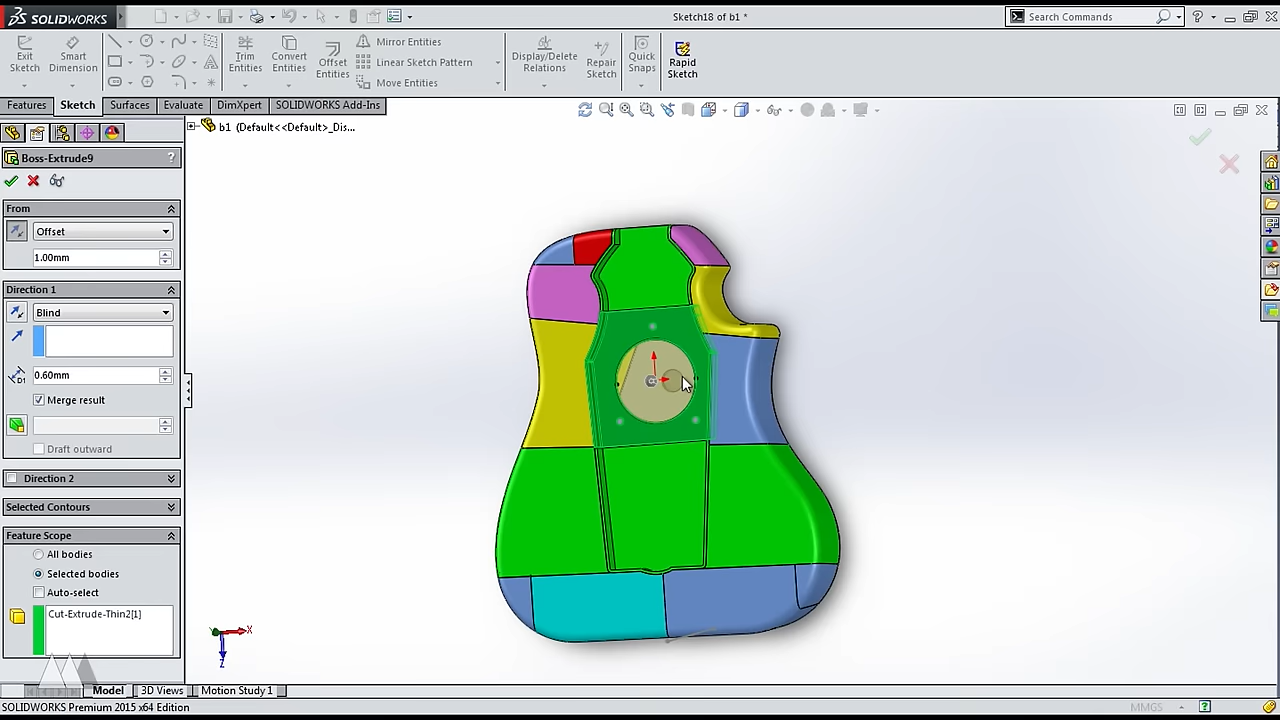 SOLIDWORKS
Sketch18 of b1 *
Search Commands
Exit Sketch
Smart Dimension
Trim Entities
Convert Entities
Offset Entities
Mirror Entities
Linear Sketch Pattern
Move Entities
Display/Delete Relations
Repair Sketch
Quick Snaps
Rapid Sketch
Features
Sketch
Surfaces
Evaluate
DimXpert
SOLIDWORKS Add-Ins
b1 (Default<<Default>_Dis...
Boss-Extrude9
From
Offset
1.00mm
Direction 1
Blind
0.60mm
Merge result
Draft outward
Direction 2
Selected Contours
Feature Scope
All bodies
Selected bodies
Auto-select
Cut-Extrude-Thin2[1]
X
Z
Model
3D Views
Motion Study 1
SOLIDWORKS Premium 2015 x64 Edition
MMGS